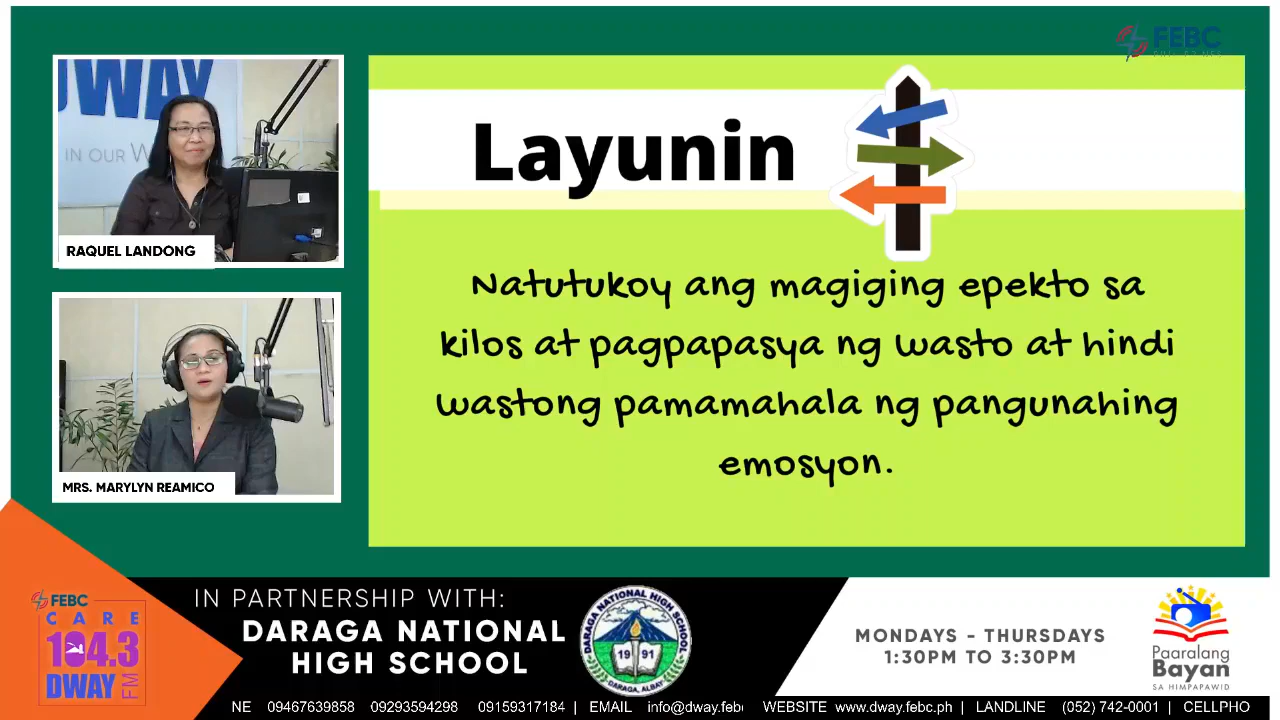 FEBC
DWAY
IN OUR W
RAQUEL LANDONG
MRS. MARYLYN REAMICO
Layunin
Natutukoy ang magiging epekto sa
kilos at pagpapasya ng wasto at hindi
wastong pamamahala ng pangunahing
emosyon.
FEBC
CARE
104.3
DWAY FM
IN PARTNERSHIP WITH:
DARAGA NATIONAL
HIGH SCHOOL
DARAGA NATIONAL HIGH SCHOOL
1991
DARAGA, ALBAY
MONDAYS - THURSDAYS
1:30PM TO 3:30PM
Paaralang
Bayan
SA HIMPAPAWID
NE 09467639858 09293594298 09159317184 | EMAIL info@dway.febc WEBSITE www.dway.febc.ph | LANDLINE (052) 742-0001 | CELLPHO